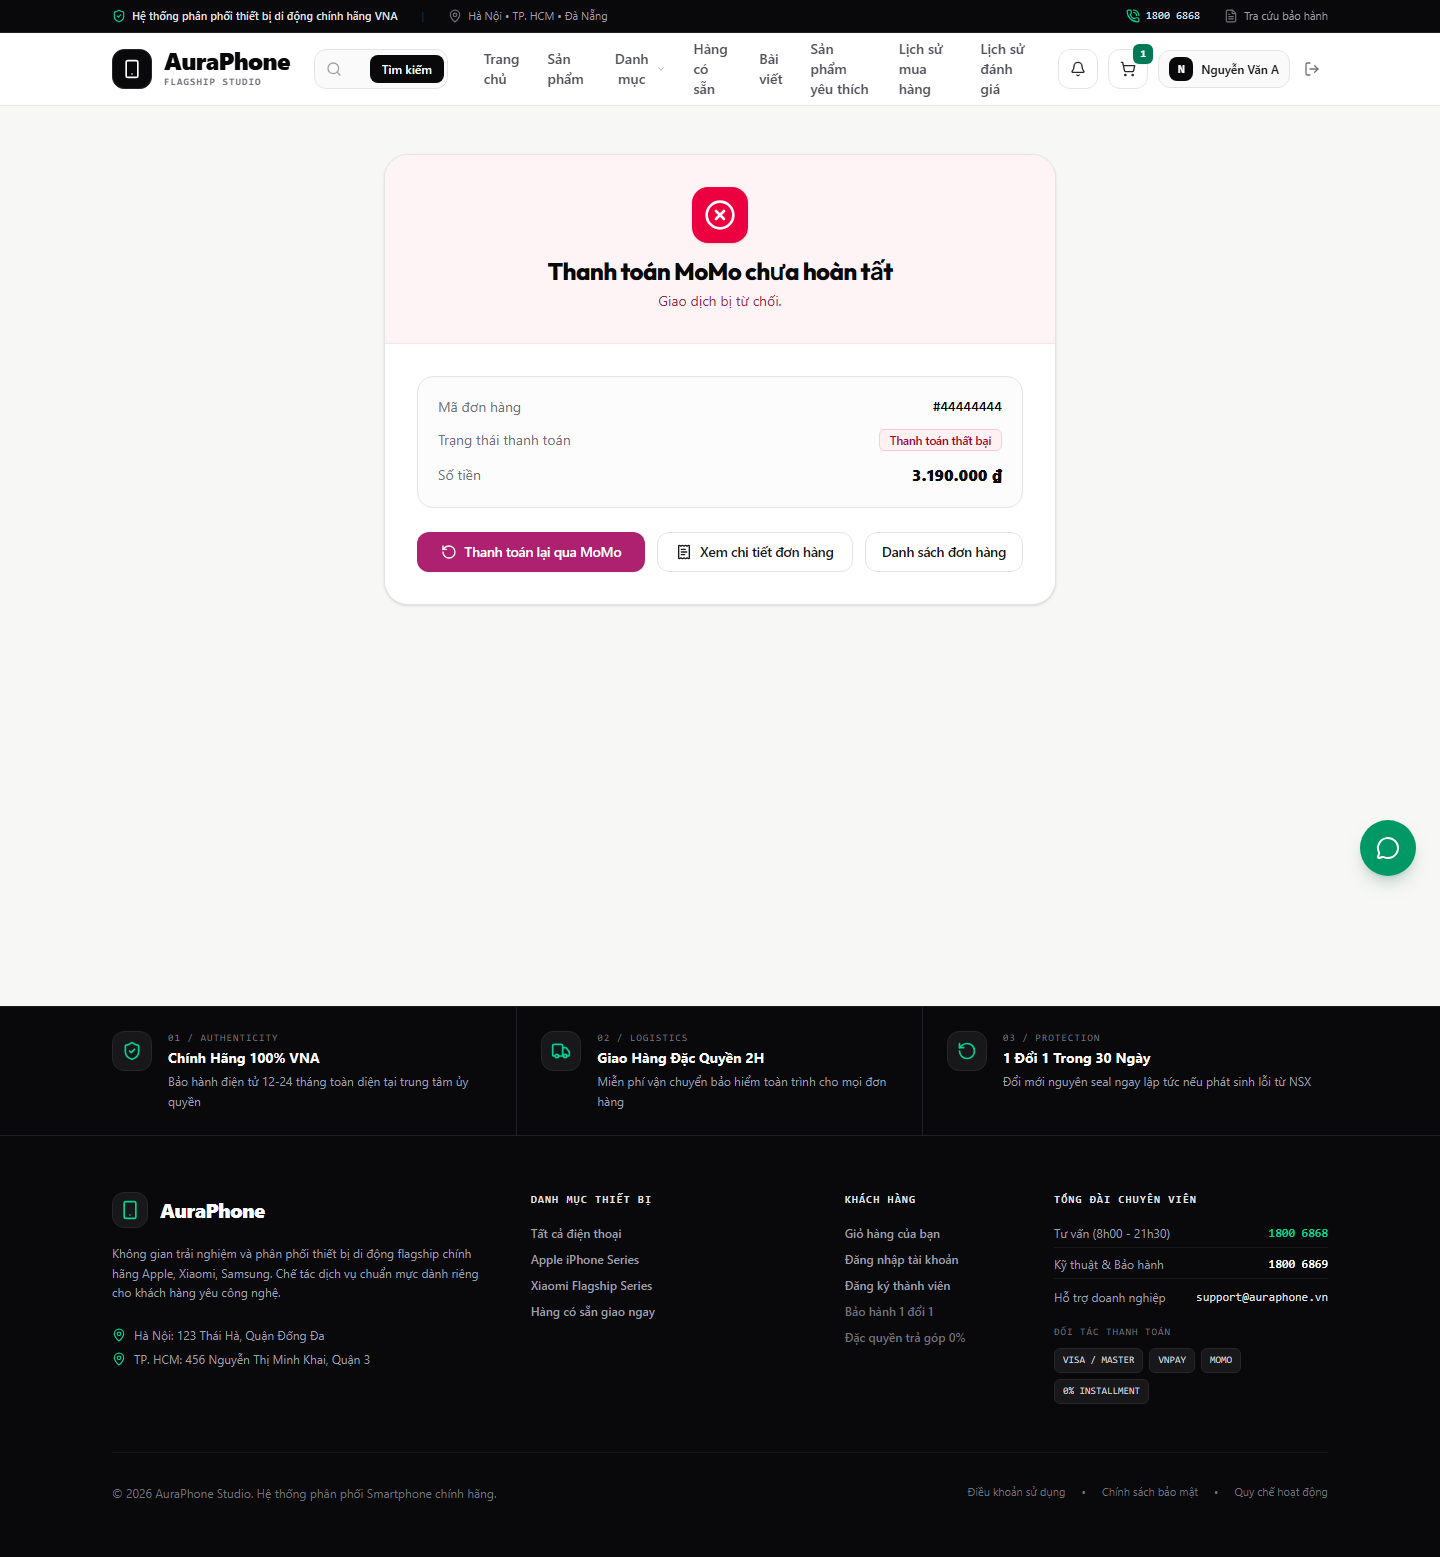 Hệ thống phân phối thiết bị di động chính hãng VNA
Hà Nội • TP. HCM • Đà Nẵng
1800 6868
Tra cứu bảo hành
AuraPhone
FLAGSHIP STUDIO
Tìm kiếm
Trang chủ
Sản phẩm
Danh mục
Hàng có sẵn
Bài viết
Sản phẩm yêu thích
Lịch sử mua hàng
Lịch sử đánh giá
1
N
Nguyễn Văn A
Thanh toán MoMo chưa hoàn tất
Giao dịch bị từ chối.
Mã đơn hàng
#44444444
Trạng thái thanh toán
Thanh toán thất bại
Số tiền
3.190.000 ₫
Thanh toán lại qua MoMo
Xem chi tiết đơn hàng
Danh sách đơn hàng
01 / AUTHENTICITY
Chính Hãng 100% VNA
Bảo hành điện tử 12-24 tháng toàn diện tại trung tâm ủy
quyền
02 / LOGISTICS
Giao Hàng Đặc Quyền 2H
Miễn phí vận chuyển bảo hiểm toàn trình cho mọi đơn
hàng
03 / PROTECTION
1 Đổi 1 Trong 30 Ngày
Đổi mới nguyên seal ngay lập tức nếu phát sinh lỗi từ NSX
AuraPhone
Không gian trải nghiệm và phân phối thiết bị di động flagship chính
hãng Apple, Xiaomi, Samsung. Chế tác dịch vụ chuẩn mực dành riêng
cho khách hàng yêu công nghệ.
Hà Nội: 123 Thái Hà, Quận Đống Đa
TP. HCM: 456 Nguyễn Thị Minh Khai, Quận 3
DANH MỤC THIẾT BỊ
Tất cả điện thoại
Apple iPhone Series
Xiaomi Flagship Series
Hàng có sẵn giao ngay
KHÁCH HÀNG
Giỏ hàng của bạn
Đăng nhập tài khoản
Đăng ký thành viên
Bảo hành 1 đổi 1
Đặc quyền trả góp 0%
TỔNG ĐÀI CHUYÊN VIÊN
Tư vấn (8h00 - 21h30)
1800 6868
Kỹ thuật & Bảo hành
1800 6869
Hỗ trợ doanh nghiệp
support@auraphone.vn
ĐỐI TÁC THANH TOÁN
VISA / MASTER
VNPAY
MOMO
0% INSTALLMENT
© 2026 AuraPhone Studio. Hệ thống phân phối Smartphone chính hãng.
Điều khoản sử dụng • Chính sách bảo mật • Quy chế hoạt động